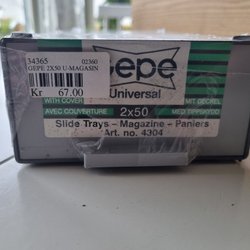 34365 02360
GEPE 2X50 U-MAGASIN
Kr 67.00
gepe
Universal
WITH COVER
MIT DECKEL
AVEC COUVERTURE 2x50 MED TIPPSKYDD
Slide Trays – Magazine – Paniers
Art. no. 4304